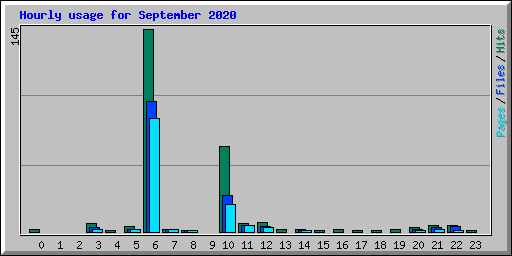 Hourly usage for September 2020
145
Pages / Files / Hits
0 1 2 3 4 5 6 7 8 9 10 11 12 13 14 15 16 17 18 19 20 21 22 23